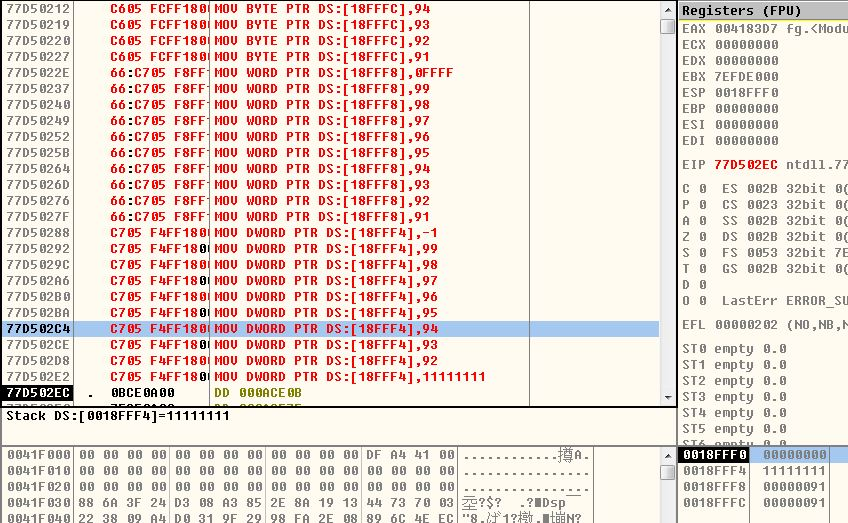 77D50212 C605 FCFF180 MOV BYTE PTR DS:[18FFFC],94
77D50219 C605 FCFF180 MOV BYTE PTR DS:[18FFFC],93
77D50220 C605 FCFF180 MOV BYTE PTR DS:[18FFFC],92
77D50227 C605 FCFF180 MOV BYTE PTR DS:[18FFFC],91
77D5022E 66:C705 F8FF MOV WORD PTR DS:[18FFF8],0FFFF
77D50237 66:C705 F8FF MOV WORD PTR DS:[18FFF8],99
77D50240 66:C705 F8FF MOV WORD PTR DS:[18FFF8],98
77D50249 66:C705 F8FF MOV WORD PTR DS:[18FFF8],97
77D50252 66:C705 F8FF MOV WORD PTR DS:[18FFF8],96
77D5025B 66:C705 F8FF MOV WORD PTR DS:[18FFF8],95
77D50264 66:C705 F8FF MOV WORD PTR DS:[18FFF8],94
77D5026D 66:C705 F8FF MOV WORD PTR DS:[18FFF8],93
77D50276 66:C705 F8FF MOV WORD PTR DS:[18FFF8],92
77D5027F 66:C705 F8FF MOV WORD PTR DS:[18FFF8],91
77D50288 C705 F4FF180 MOV DWORD PTR DS:[18FFF4],-1
77D50292 C705 F4FF180 MOV DWORD PTR DS:[18FFF4],99
77D5029C C705 F4FF180 MOV DWORD PTR DS:[18FFF4],98
77D502A6 C705 F4FF180 MOV DWORD PTR DS:[18FFF4],97
77D502B0 C705 F4FF180 MOV DWORD PTR DS:[18FFF4],96
77D502BA C705 F4FF180 MOV DWORD PTR DS:[18FFF4],95
77D502C4 C705 F4FF180 MOV DWORD PTR DS:[18FFF4],94
77D502CE C705 F4FF180 MOV DWORD PTR DS:[18FFF4],93
77D502D8 C705 F4FF180 MOV DWORD PTR DS:[18FFF4],92
77D502E2 C705 F4FF180 MOV DWORD PTR DS:[18FFF4],11111111
77D502EC . 0BCE0A00 DD 000ACE0B
Stack DS:[0018FFF4]=11111111
Registers (FPU)
EAX 004183D7 fg.<Modu
ECX 00000000
EDX 00000000
EBX 7EFDE000
ESP 0018FFF0
EBP 00000000
ESI 00000000
EDI 00000000
EIP 77D502EC ntdll.77
C 0 ES 002B 32bit 0(
P 0 CS 0023 32bit 0(
A 0 SS 002B 32bit 0(
Z 0 DS 002B 32bit 0(
S 0 FS 0053 32bit 7E
T 0 GS 002B 32bit 0(
D 0
O 0 LastErr ERROR_SU
EFL 00000202 (NO,NB,N
ST0 empty 0.0
ST1 empty 0.0
ST2 empty 0.0
ST3 empty 0.0
ST4 empty 0.0
ST5 empty 0.0
ST6 empty 0.0
0041F000 00 00 00 00 00 00 00 00 00 00 00 00 DF A4 41 00 ............撙A.
0041F010 00 00 00 00 00 00 00 00 00 00 00 00 00 00 00 00 ................
0041F020 00 00 00 00 00 00 00 00 00 00 00 00 00 00 00 00 ................
0041F030 88 6A 3F 24 D3 08 A3 85 2E 8A 19 13 44 73 70 03
0041F040 22 38 09 A4 D0 31 9F 29 98 FA 2E 08 89 6C 4E EC
0018FFF0 00000000
0018FFF4 11111111
0018FFF8 00000091
0018FFFC 00000091